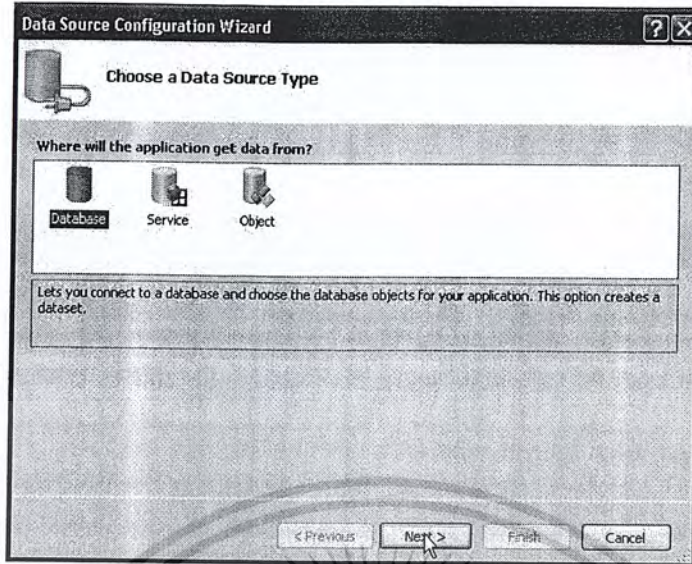 Data Source Configuration Wizard
Choose a Data Source Type
Where will the application get data from?
Database Service Object
Lets you connect to a database and choose the database objects for your application. This option creates a
dataset.
< Previous Next > Finish Cancel